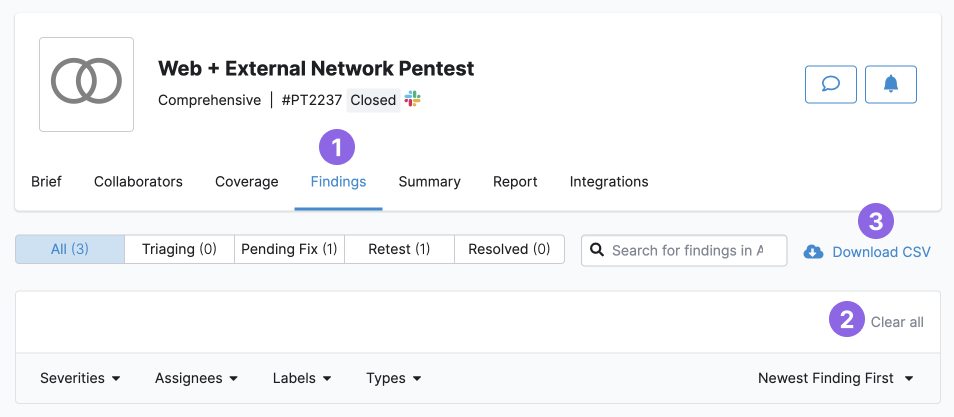 Web + External Network Pentest
Comprehensive | #PT2237 Closed
1
Brief Collaborators Coverage Findings Summary Report Integrations
3
All (3) Triaging (0) Pending Fix (1) Retest (1) Resolved (0) Search for findings in A Download CSV
2 Clear all
Severities Assignees Labels Types Newest Finding First